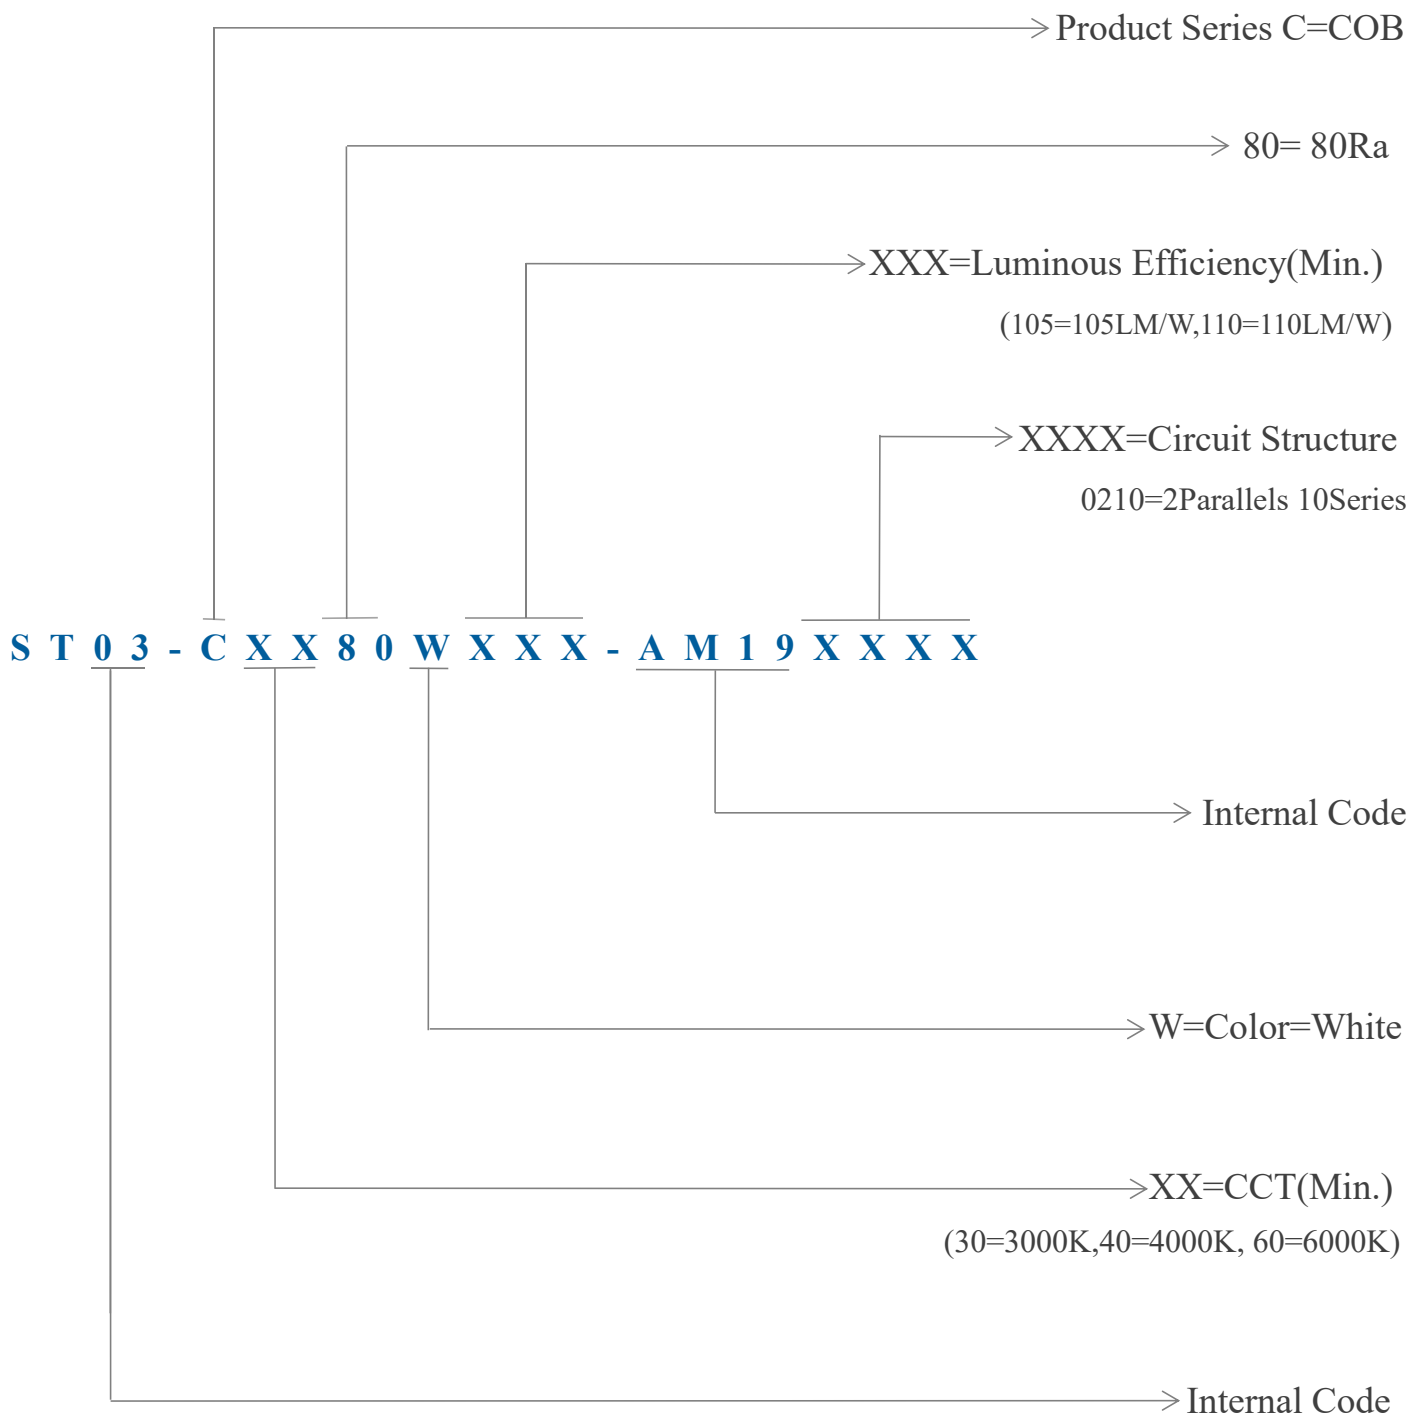 Product Series C=COB
80= 80Ra
XXX=Luminous Efficiency(Min.)
(105=105LM/W,110=110LM/W)
XXXX=Circuit Structure
0210=2Parallels 10Series
S T 0 3 - C X X 8 0 W X X X - A M 1 9 X X X X
Internal Code
W=Color=White
XX=CCT(Min.)
(30=3000K,40=4000K, 60=6000K)
Internal Code